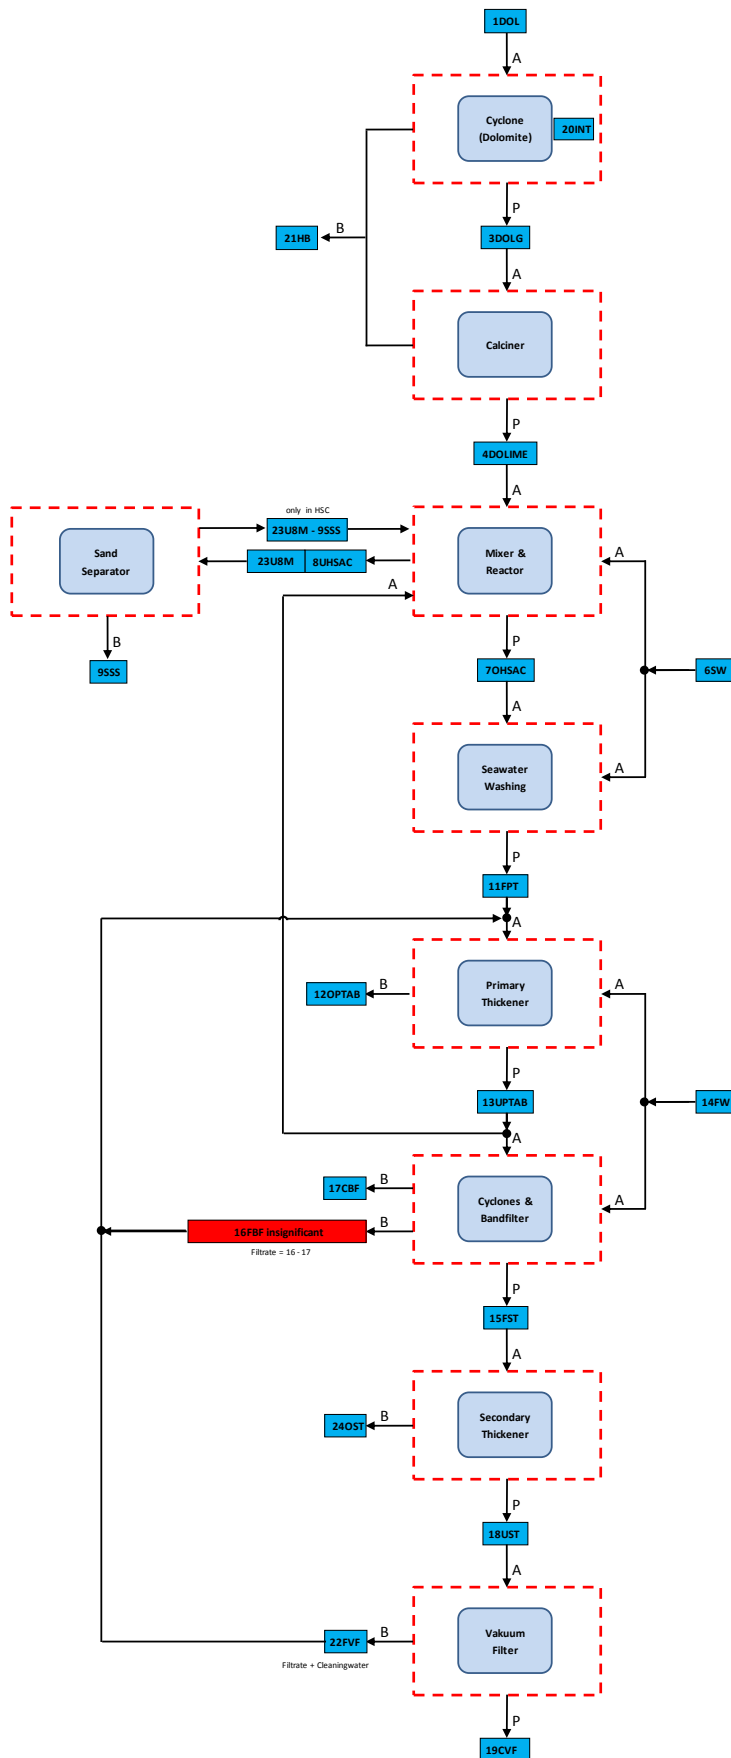 1DOL
A
Cyclone
(Dolomite)
20INT
P
B
21HB
3DOLG
A
Calciner
P
4DOLIME
A
only in HSC
23U8M - 9SSS
Sand
Separator
Mixer &
Reactor
A
23U8M
8UHSAC
A
B
P
9SSS
7OHSAC
6SW
A
Seawater
Washing
A
P
11FPT
A
Primary
Thickener
A
B
12OPTAB
P
13UPTAB
14FW
A
B
17CBF
Cyclones &
Bandfilter
A
B
16FBF insignificant
Filtrate = 16 - 17
P
15FST
A
Secondary
Thickener
B
24OST
P
18UST
A
Vakuum
Filter
B
22FVF
Filtrate + Cleaningwater
P
19CVF